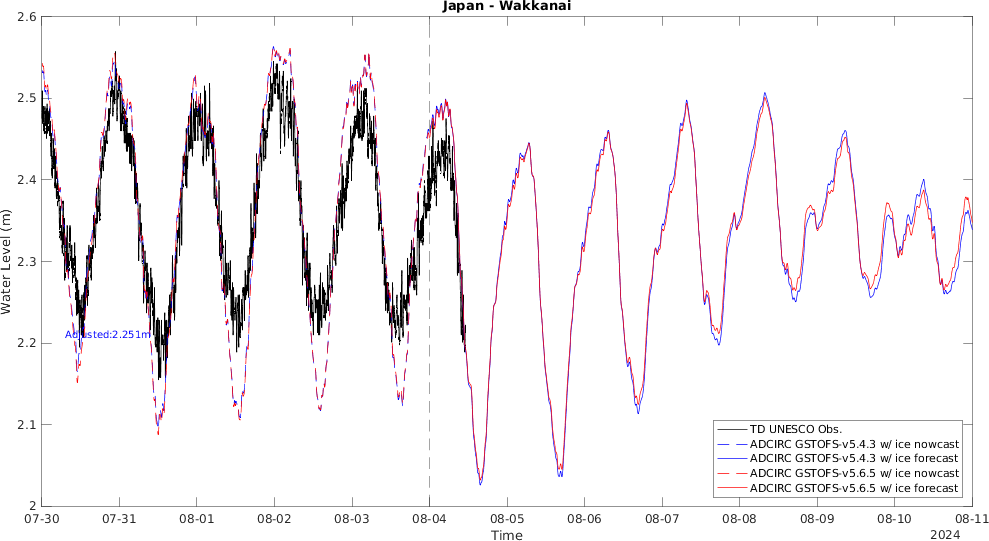 Japan - Wakkanai
Water Level (m)
2.6
2.5
2.4
2.3
2.2
2.1
2
Adjusted:2.251m
TD UNESCO Obs.
ADCIRC GSTOFS-v5.4.3 w/ ice nowcast
ADCIRC GSTOFS-v5.4.3 w/ ice forecast
ADCIRC GSTOFS-v5.6.5 w/ ice nowcast
ADCIRC GSTOFS-v5.6.5 w/ ice forecast
07-30 07-31 08-01 08-02 08-03 08-04 08-05 08-06 08-07 08-08 08-09 08-10 08-11
Time
2024